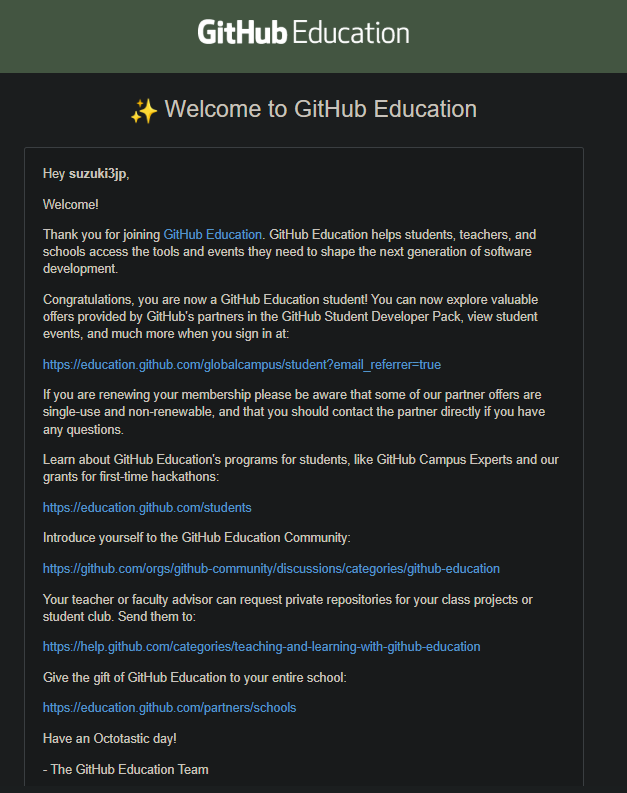 GitHub Education
✨ Welcome to GitHub Education
Hey suzuki3jp,
Welcome!
Thank you for joining GitHub Education. GitHub Education helps students, teachers, and
schools access the tools and events they need to shape the next generation of software
development.
Congratulations, you are now a GitHub Education student! You can now explore valuable
offers provided by GitHub's partners in the GitHub Student Developer Pack, view student
events, and much more when you sign in at:
https://education.github.com/globalcampus/student?email_referrer=true
If you are renewing your membership please be aware that some of our partner offers are
single-use and non-renewable, and that you should contact the partner directly if you have
any questions.
Learn about GitHub Education's programs for students, like GitHub Campus Experts and our
grants for first-time hackathons:
https://education.github.com/students
Introduce yourself to the GitHub Education Community:
https://github.com/orgs/github-community/discussions/categories/github-education
Your teacher or faculty advisor can request private repositories for your class projects or
student club. Send them to:
https://help.github.com/categories/teaching-and-learning-with-github-education
Give the gift of GitHub Education to your entire school:
https://education.github.com/partners/schools
Have an Octotastic day!
- The GitHub Education Team